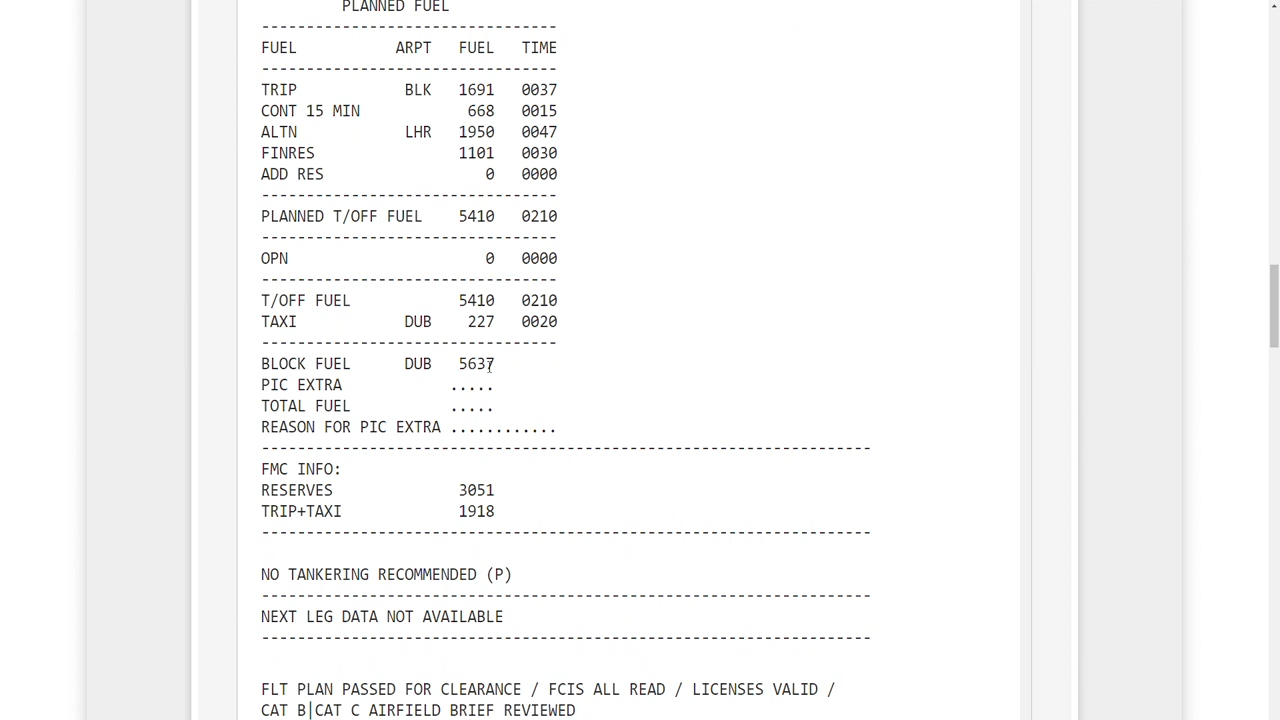 PLANNED FUEL
---------------------------------
FUEL           ARPT   FUEL   TIME
---------------------------------
TRIP            BLK   1691   0037
CONT 15 MIN            668   0015
ALTN            LHR   1950   0047
FINRES                1101   0030
ADD RES                  0   0000
---------------------------------
PLANNED T/OFF FUEL    5410   0210
---------------------------------
OPN                      0   0000
---------------------------------
T/OFF FUEL            5410   0210
TAXI            DUB    227   0020
---------------------------------
BLOCK FUEL      DUB   5637
PIC EXTRA            .....
TOTAL FUEL           .....
REASON FOR PIC EXTRA ............
--------------------------------------------------------------------
FMC INFO:
RESERVES              3051
TRIP+TAXI             1918
--------------------------------------------------------------------
NO TANKERING RECOMMENDED (P)
--------------------------------------------------------------------
NEXT LEG DATA NOT AVAILABLE
--------------------------------------------------------------------
FLT PLAN PASSED FOR CLEARANCE / FCIS ALL READ / LICENSES VALID /
CAT B|CAT C AIRFIELD BRIEF REVIEWED